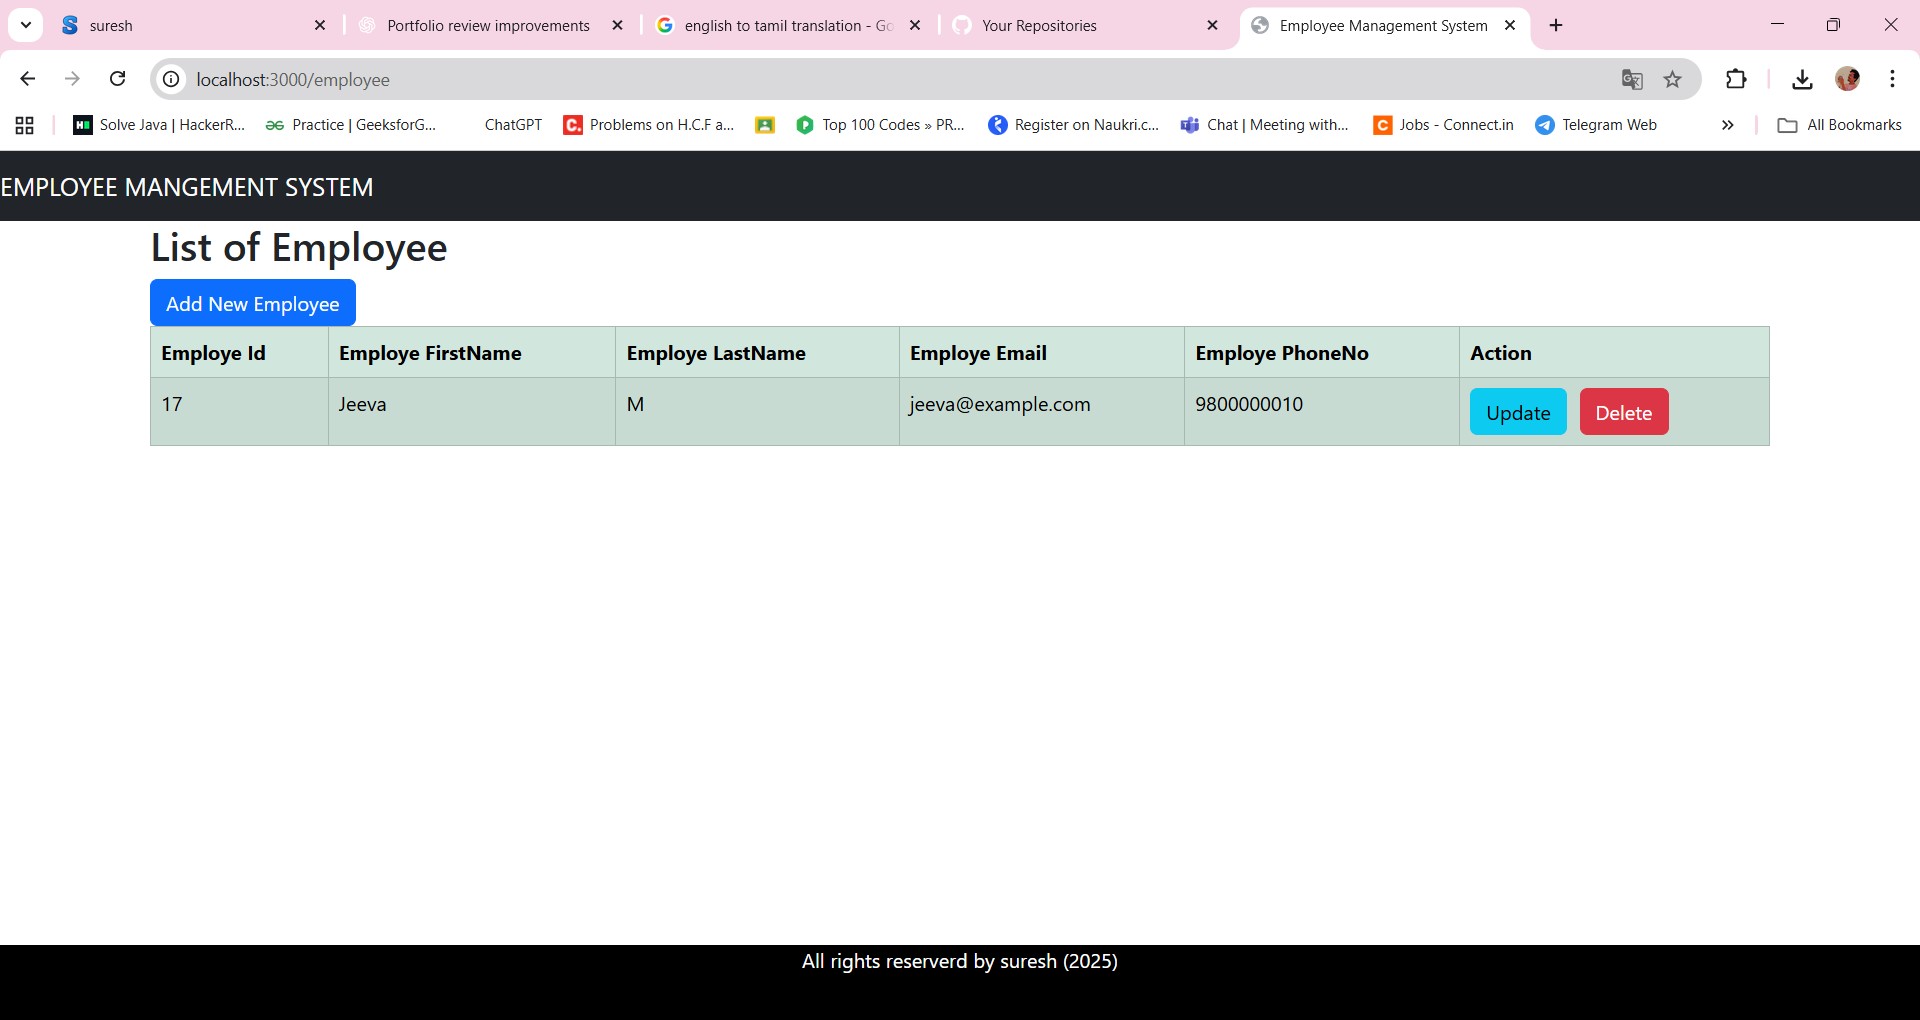 suresh
Portfolio review improvements
english to tamil translation - Go
Your Repositories
Employee Management System
localhost:3000/employee
Solve Java | HackerR...
Practice | GeeksforG...
ChatGPT
Problems on H.C.F a...
Top 100 Codes » PR...
Register on Naukri.c...
Chat | Meeting with...
Jobs - Connect.in
Telegram Web
All Bookmarks
EMPLOYEE MANGEMENT SYSTEM
List of Employee
Add New Employee
Employe Id Employe FirstName Employe LastName Employe Email Employe PhoneNo Action
17 Jeeva M jeeva@example.com 9800000010 Update Delete
All rights reserverd by suresh (2025)